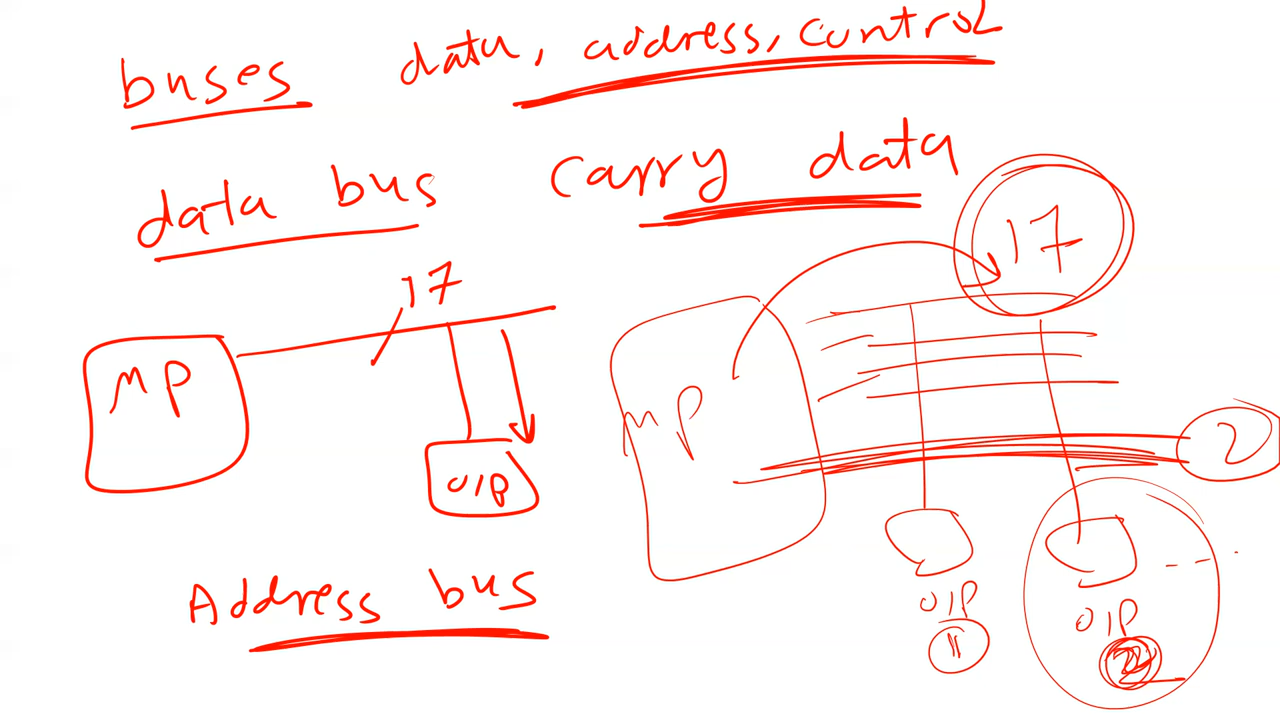 buses data, address, control
data bus carry data
17
17
MP
MP
2
O/P
Address bus
O/P
1
O/P
2